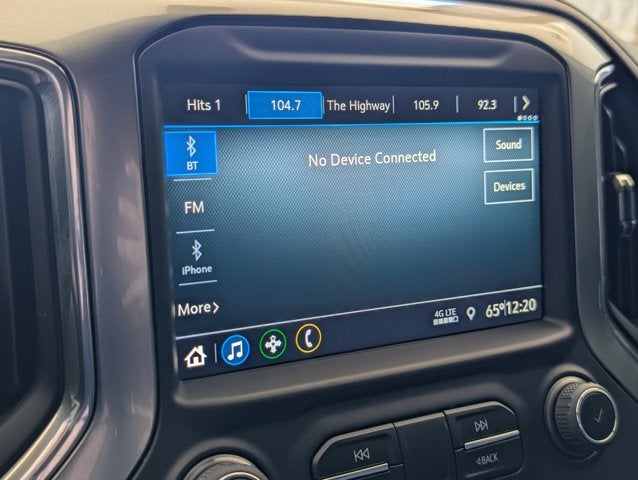 Hits 1 104.7 The Highway 105.9 92.3
BT
No Device Connected
Sound
Devices
FM
iPhone
More
4G LTE
65° 12:20
BACK